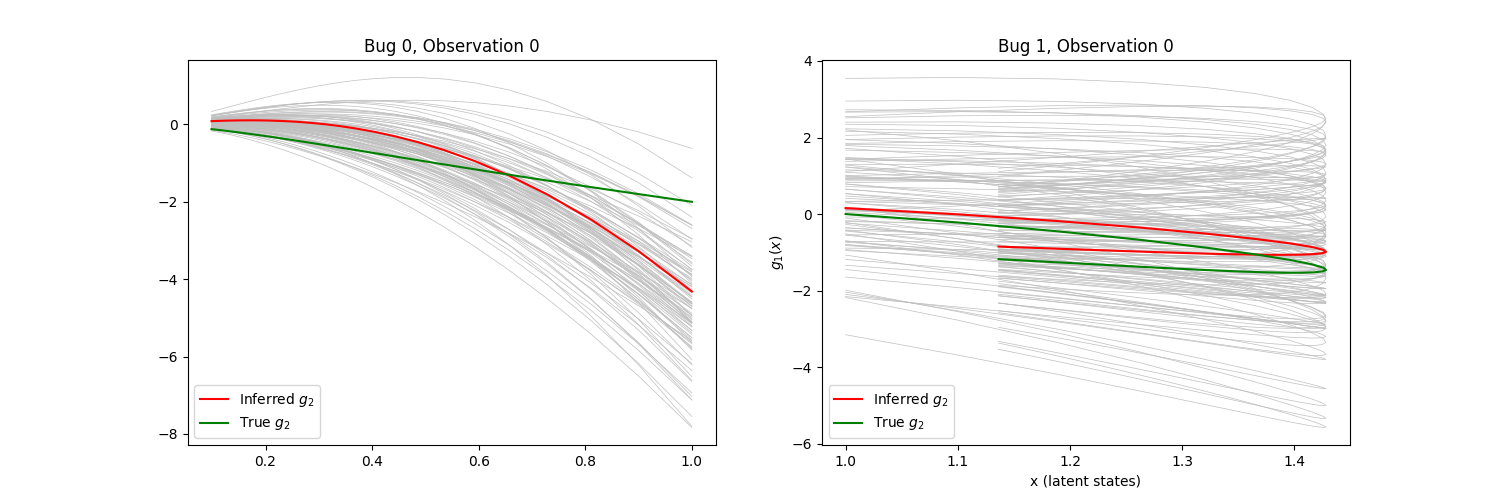 Bug 0, Observation 0
0
−2
−4
−6
−8
0.2
0.4
0.6
0.8
1.0
Inferred g₂
True g₂
Bug 1, Observation 0
g₁(x)
4
2
0
−2
−4
−6
1.0
1.1
1.2
1.3
1.4
x (latent states)
Inferred g₂
True g₂